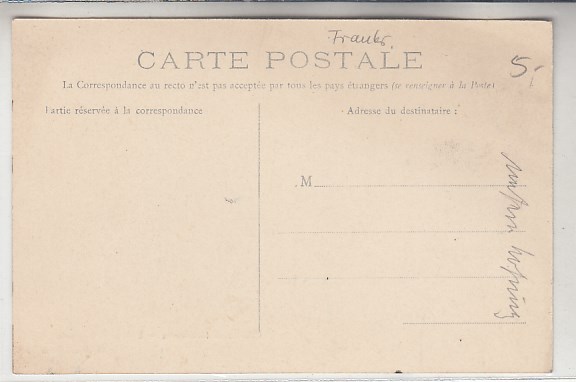 Frankr.
CARTE POSTALE
5,-
La Correspondance au recto n'est pas acceptée par tous les pays étrangers (se renseigner à la Poste)
Partie réservée à la correspondance
Adresse du destinataire :
M